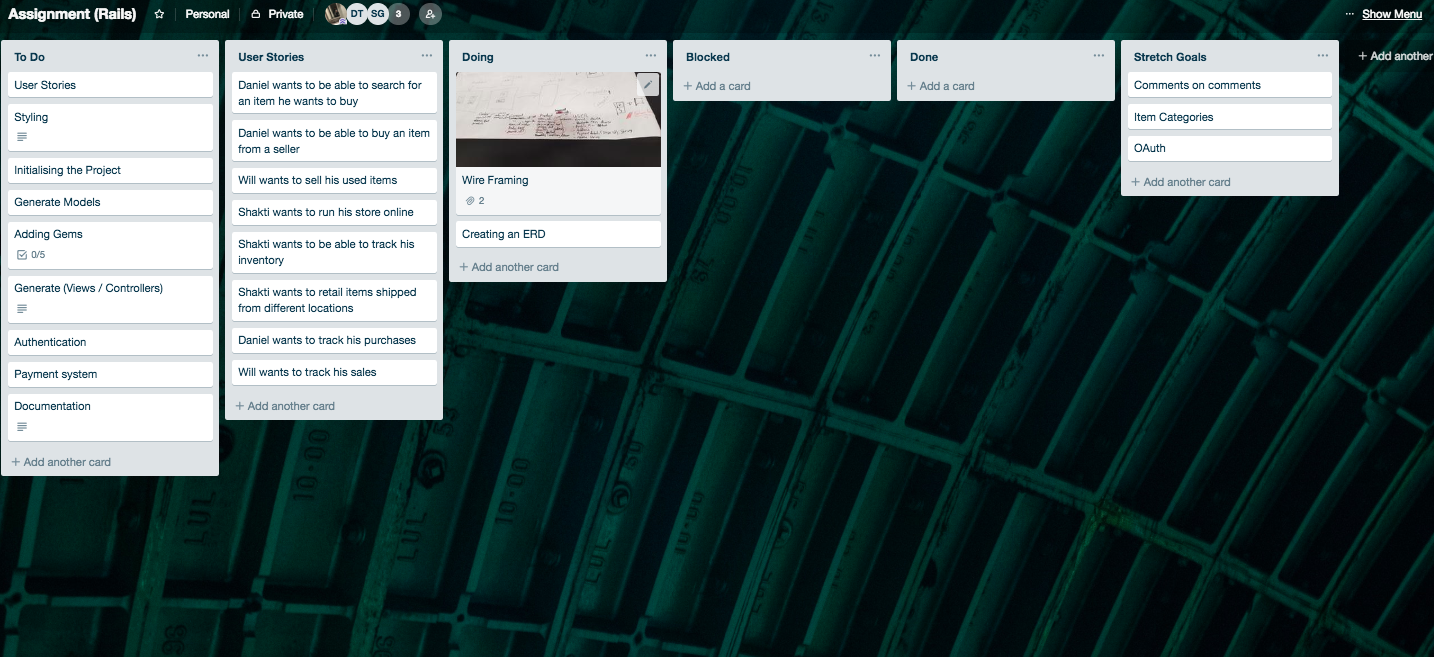 Assignment (Rails)
Personal
Private
DT
SG
3
··· Show Menu
To Do
User Stories
Styling
Initialising the Project
Generate Models
Adding Gems
0/5
Generate (Views / Controllers)
Authentication
Payment system
Documentation
+ Add another card
User Stories
Daniel wants to be able to search for
an item he wants to buy
Daniel wants to be able to buy an item
from a seller
Will wants to sell his used items
Shakti wants to run his store online
Shakti wants to be able to track his
inventory
Shakti wants to retail items shipped
from different locations
Daniel wants to track his purchases
Will wants to track his sales
+ Add another card
Doing
Wire Framing
2
Creating an ERD
+ Add another card
Blocked
+ Add a card
Done
+ Add a card
Stretch Goals
Comments on comments
Item Categories
OAuth
+ Add another card
+ Add another
LUL
10-00
LUL
10-00
LUL